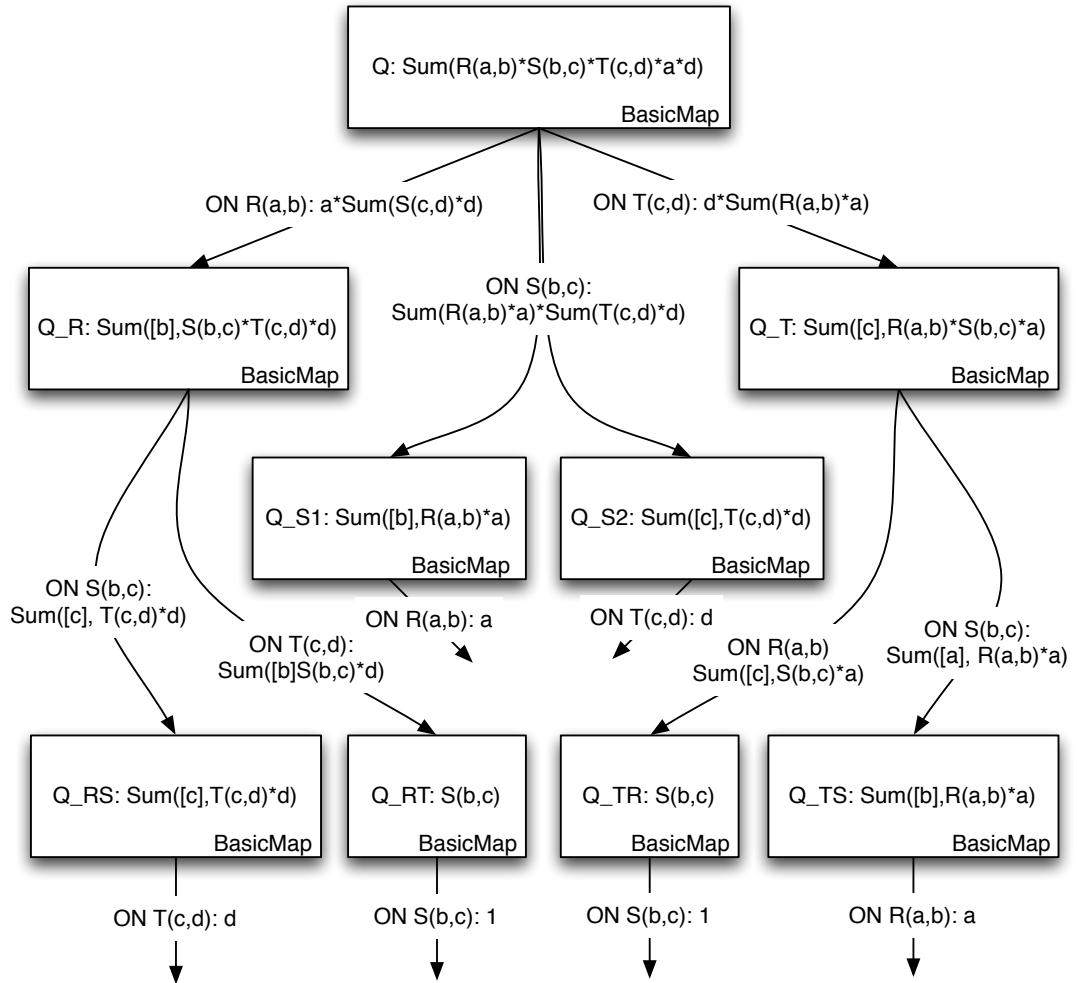 Q: Sum(R(a,b)*S(b,c)*T(c,d)*a*d)
BasicMap
ON R(a,b): a*Sum(S(c,d)*d)
ON T(c,d): d*Sum(R(a,b)*a)
ON S(b,c):
Sum(R(a,b)*a)*Sum(T(c,d)*d)
Q_R: Sum([b],S(b,c)*T(c,d)*d)
BasicMap
Q_T: Sum([c],R(a,b)*S(b,c)*a)
BasicMap
Q_S1: Sum([b],R(a,b)*a)
BasicMap
Q_S2: Sum([c],T(c,d)*d)
BasicMap
ON S(b,c):
Sum([c], T(c,d)*d)
ON T(c,d):
Sum([b]S(b,c)*d)
ON R(a,b): a
ON T(c,d): d
ON R(a,b)
Sum([c],S(b,c)*a)
ON S(b,c):
Sum([a], R(a,b)*a)
Q_RS: Sum([c],T(c,d)*d)
BasicMap
Q_RT: S(b,c)
BasicMap
Q_TR: S(b,c)
BasicMap
Q_TS: Sum([b],R(a,b)*a)
BasicMap
ON T(c,d): d
ON S(b,c): 1
ON S(b,c): 1
ON R(a,b): a